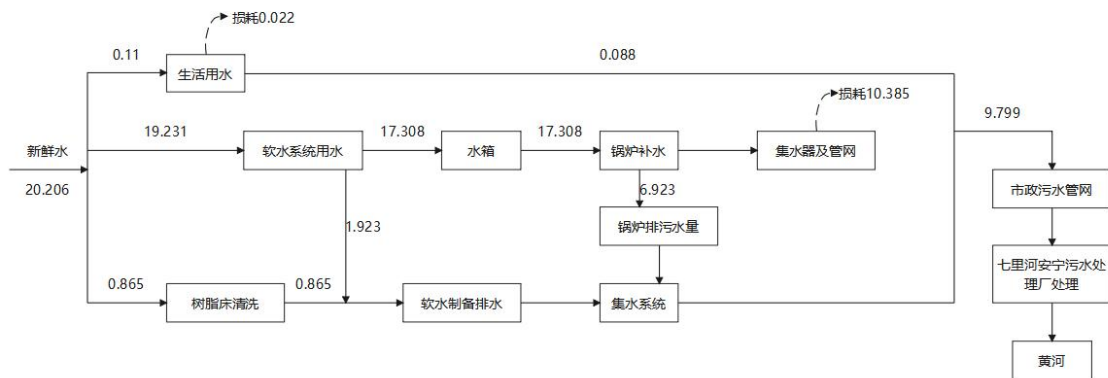 损耗0.022
0.11
生活用水
0.088
损耗10.385
9.799
新鲜水
19.231
软水系统用水
17.308
水箱
17.308
锅炉补水
集水器及管网
20.206
6.923
市政污水管网
1.923
锅炉排污水量
七里河安宁污水处
理厂处理
0.865
树脂床清洗
0.865
软水制备排水
集水系统
黄河